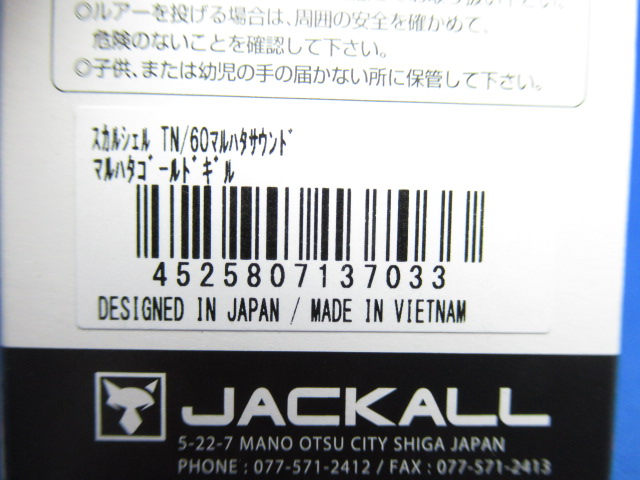 ◎ルアーを投げる場合は、周囲の安全を確かめて、
危険のないことを確認して下さい。
◎子供、または幼児の手の届かない所に保管して下さい。
スカルシェル TN/60マルハタサウンド
マルハタゴールドギル
4525807137033
DESIGNED IN JAPAN / MADE IN VIETNAM
JACKALL
5-22-7 MANO OTSU CITY SHIGA JAPAN
PHONE : 077-571-2412 / FAX : 077-571-2413